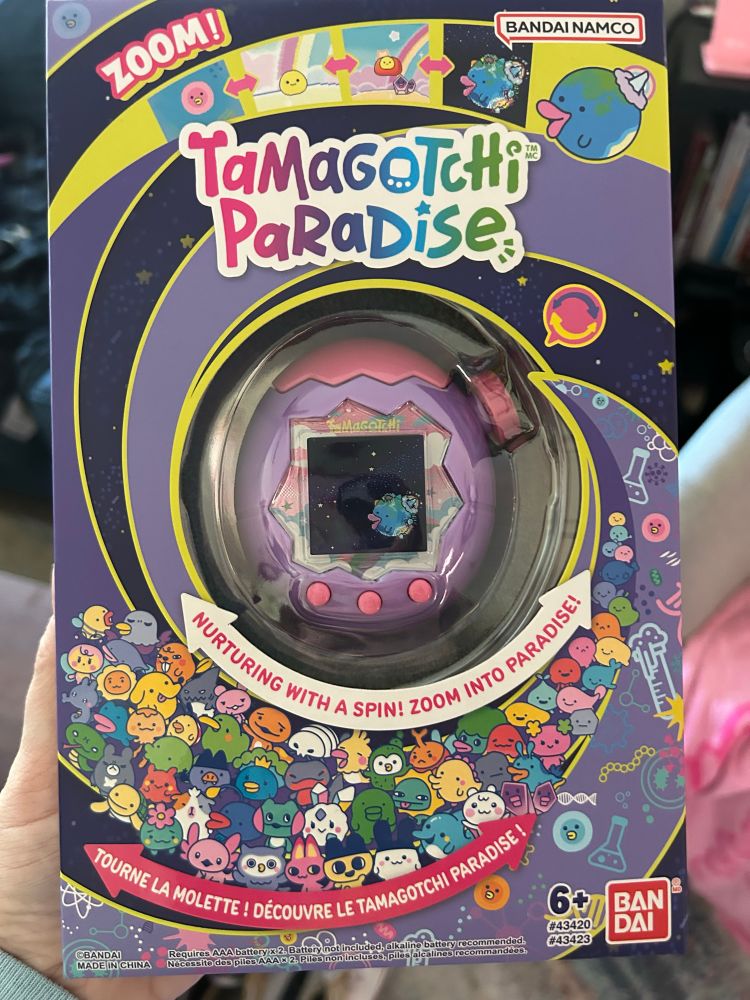 ZOOM!
BANDAI NAMCO
TAMAGOTCHI
TM
MC
PARADISE
TAMAGOTCHI
NURTURING WITH A SPIN! ZOOM INTO PARADISE!
TOURNE LA MOLETTE ! DÉCOUVRE LE TAMAGOTCHI PARADISE !
6+
#43420
#43423
BAN
DAI
©BANDAI
MADE IN CHINA
Requires AAA battery x 2. Battery not included, alkaline battery recommended.
Nécessite des piles AAA x 2. Piles non incluses, piles alcalines recommandées.